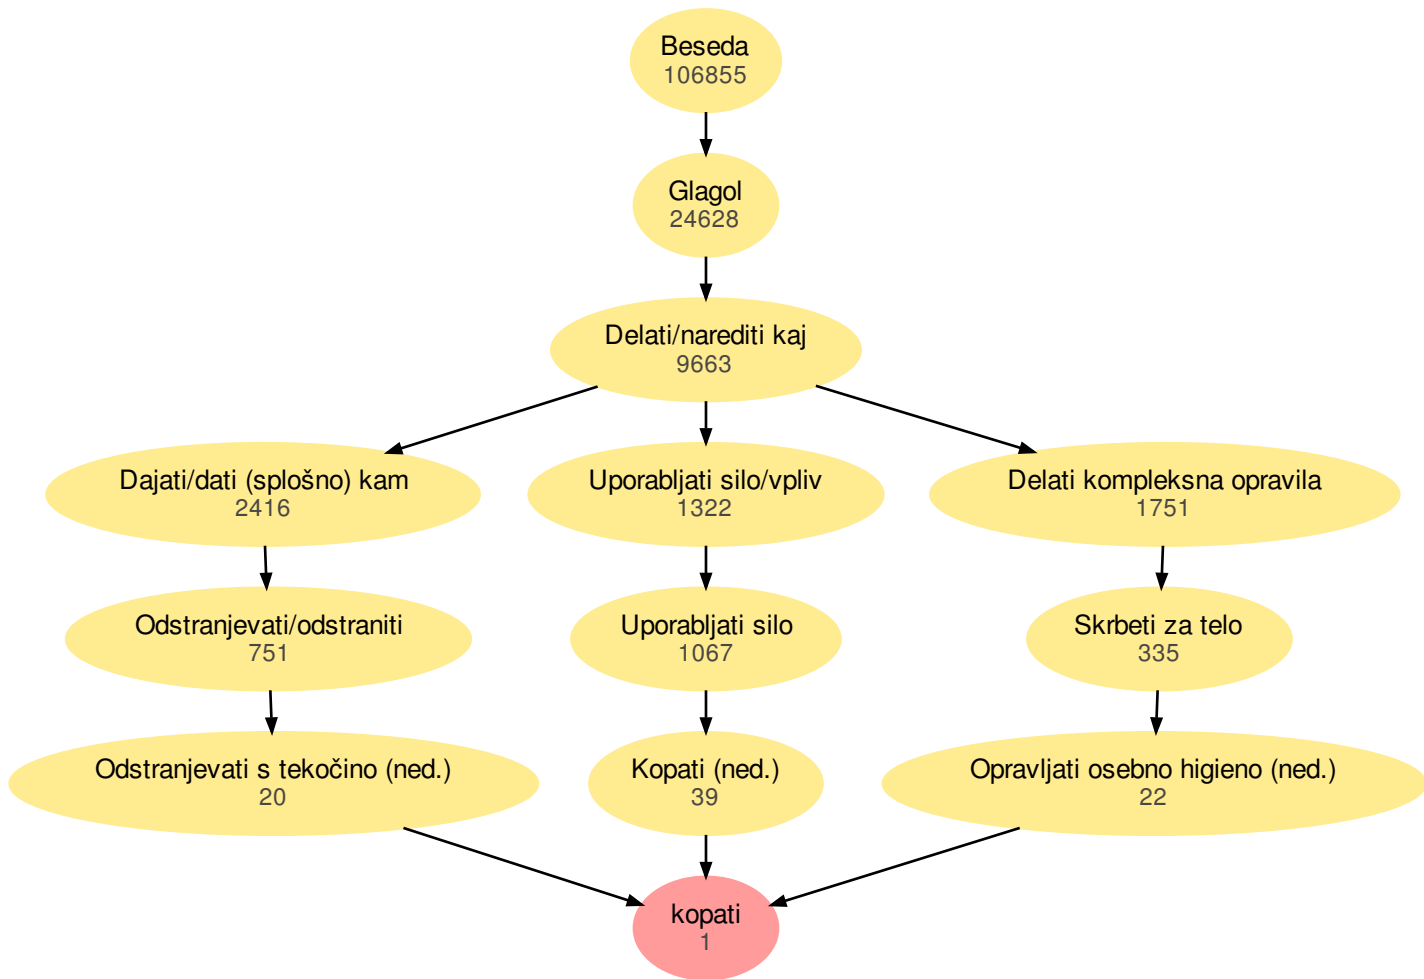 Beseda
106855
Glagol
24628
Delati/narediti kaj
9663
Dajati/dati (splošno) kam
2416
Uporabljati silo/vpliv
1322
Delati kompleksna opravila
1751
Odstranjevati/odstraniti
751
Uporabljati silo
1067
Skrbeti za telo
335
Odstranjevati s tekočino (ned.)
20
Kopati (ned.)
39
Opravljati osebno higieno (ned.)
22
kopati
1